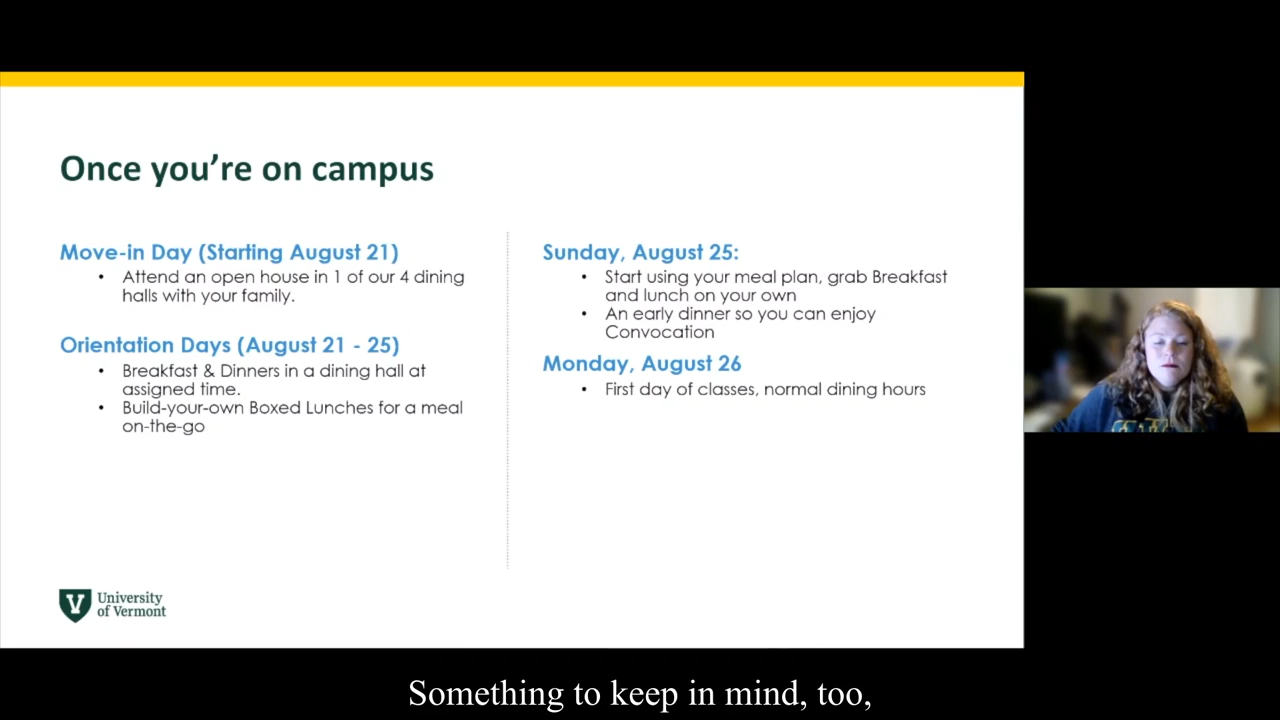 Once you're on campus
Move-in Day (Starting August 21)
• Attend an open house in 1 of our 4 dining
halls with your family.
Orientation Days (August 21 - 25)
• Breakfast & Dinners in a dining hall at
assigned time.
• Build-your-own Boxed Lunches for a meal
on-the-go
Sunday, August 25:
• Start using your meal plan, grab Breakfast
and lunch on your own
• An early dinner so you can enjoy
Convocation
Monday, August 26
• First day of classes, normal dining hours
University
of Vermont
Something to keep in mind, too,